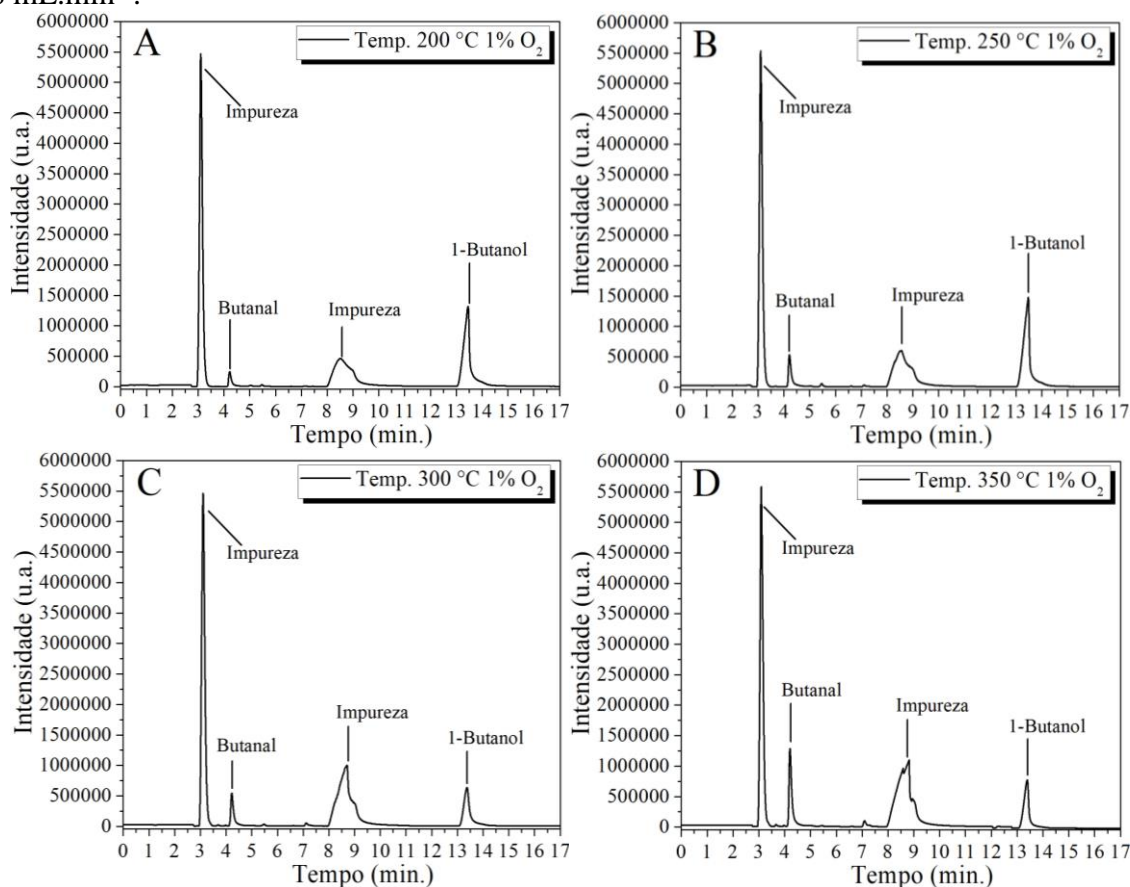 mL.min
A
Temp. 200 °C 1% O₂
6000000
5500000
5000000
4500000
4000000
3500000
3000000
2500000
2000000
1500000
1000000
500000
0
Intensidade (u.a.)
Impureza
Butanal
Impureza
1-Butanol
0 1 2 3 4 5 6 7 8 9 10 11 12 13 14 15 16 17
Tempo (min.)
B
Temp. 250 °C 1% O₂
6000000
5500000
5000000
4500000
4000000
3500000
3000000
2500000
2000000
1500000
1000000
500000
0
Intensidade (u.a.)
Impureza
Butanal
Impureza
1-Butanol
0 1 2 3 4 5 6 7 8 9 10 11 12 13 14 15 16 17
Tempo (min.)
C
Temp. 300 °C 1% O₂
6000000
5500000
5000000
4500000
4000000
3500000
3000000
2500000
2000000
1500000
1000000
500000
0
Intensidade (u.a.)
Impureza
Butanal
Impureza
1-Butanol
0 1 2 3 4 5 6 7 8 9 10 11 12 13 14 15 16 17
Tempo (min.)
D
Temp. 350 °C 1% O₂
6000000
5500000
5000000
4500000
4000000
3500000
3000000
2500000
2000000
1500000
1000000
500000
0
Intensidade (u.a.)
Impureza
Butanal
Impureza
1-Butanol
0 1 2 3 4 5 6 7 8 9 10 11 12 13 14 15 16 17
Tempo (min.)